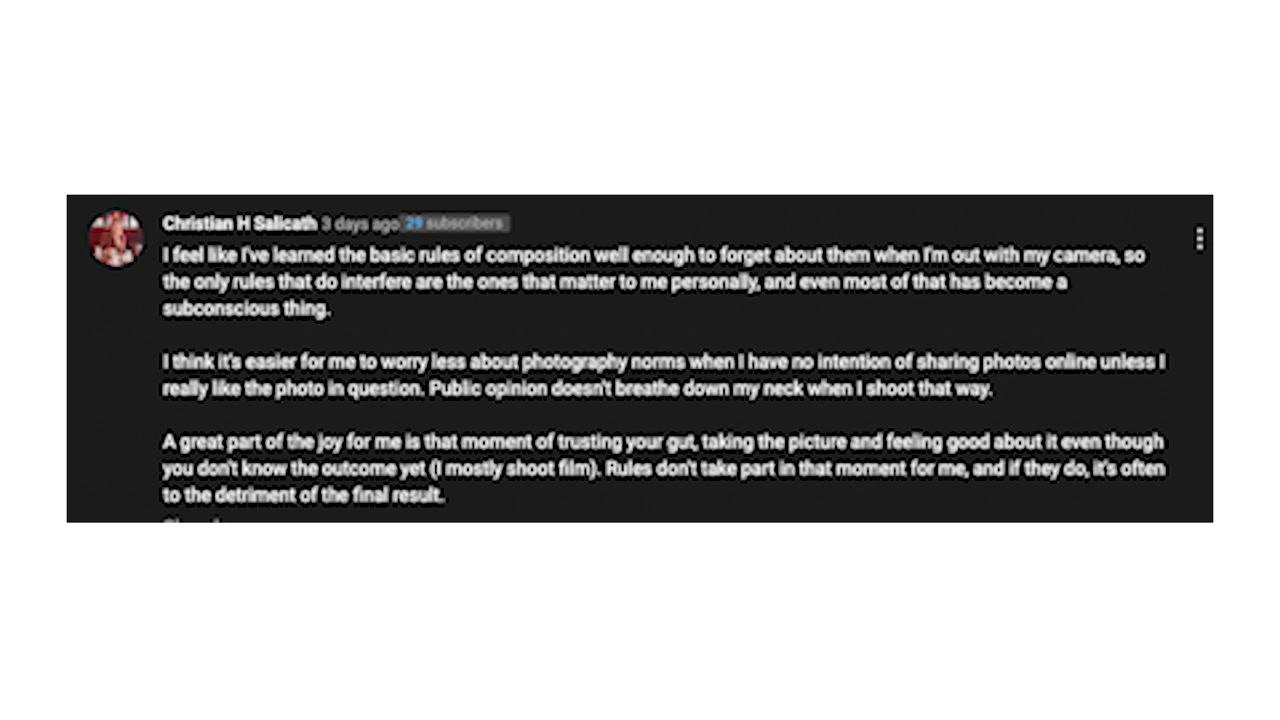 Christian H Salicath 3 days ago 29 subscribers
I feel like I've learned the basic rules of composition well enough to forget about them when I'm out with my camera, so
the only rules that do interfere are the ones that matter to me personally, and even most of that has become a
subconscious thing.
I think it's easier for me to worry less about photography norms when I have no intention of sharing photos online unless I
really like the photo in question. Public opinion doesn't breathe down my neck when I shoot that way.
A great part of the joy for me is that moment of trusting your gut, taking the picture and feeling good about it even though
you don't know the outcome yet (I mostly shoot film). Rules don't take part in that moment for me, and if they do, it's often
to the detriment of the final result.